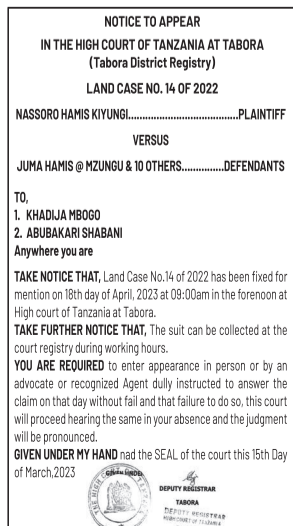 NOTICE TO APPEAR
IN THE HIGH COURT OF TANZANIA AT TABORA
(Tabora District Registry)
LAND CASE NO. 14 OF 2022
NASSORO HAMIS KIYUNGI.........................................PLAINTIFF
VERSUS
JUMA HAMIS @ MZUNGU & 10 OTHERS...............DEFENDANTS
TO,
1. KHADIJA MBOGO
2. ABUBAKARI SHABANI
Anywhere you are
TAKE NOTICE THAT, Land Case No.14 of 2022 has been fixed for
mention on 18th day of April, 2023 at 09:00am in the forenoon at
High court of Tanzania at Tabora.
TAKE FURTHER NOTICE THAT, The suit can be collected at the
court registry during working hours.
YOU ARE REQUIRED to enter appearance in person or by an
advocate or recognized Agent dully instructed to answer the
claim on that day without fail and that failure to do so, this court
will proceed hearing the same in your absence and the judgment
will be pronounced.
GIVEN UNDER MY HAND nad the SEAL of the court this 15th Day
of March,2023
GIVEN UNDER
THE HIGH
DEPUTY REGISTRAR
TABORA
DEPUTY REGISTRAR
HIGH COURT OF TANZANIA